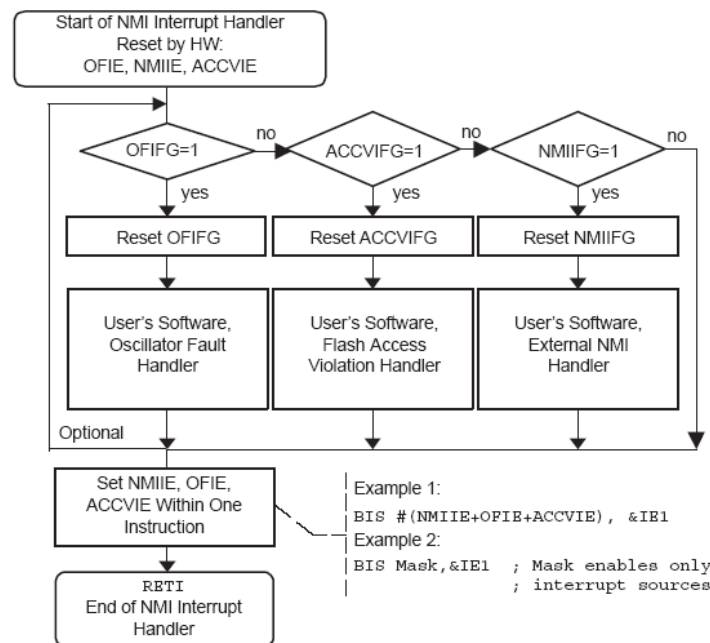 Start of NMI Interrupt Handler
Reset by HW:
OFIE, NMIIE, ACCVIE
OFIFG=1
no
ACCVIFG=1
no
NMIIFG=1
no
yes
yes
yes
Reset OFIFG
Reset ACCVIFG
Reset NMIIFG
User's Software,
Oscillator Fault
Handler
User's Software,
Flash Access
Violation Handler
User's Software,
External NMI
Handler
Optional
Set NMIIE, OFIE,
ACCVIE Within One
Instruction
Example 1:
BIS #(NMIIE+OFIE+ACCVIE), &IE1
Example 2:
BIS Mask,&IE1 ; Mask enables only
; interrupt sources
RETI
End of NMI Interrupt
Handler